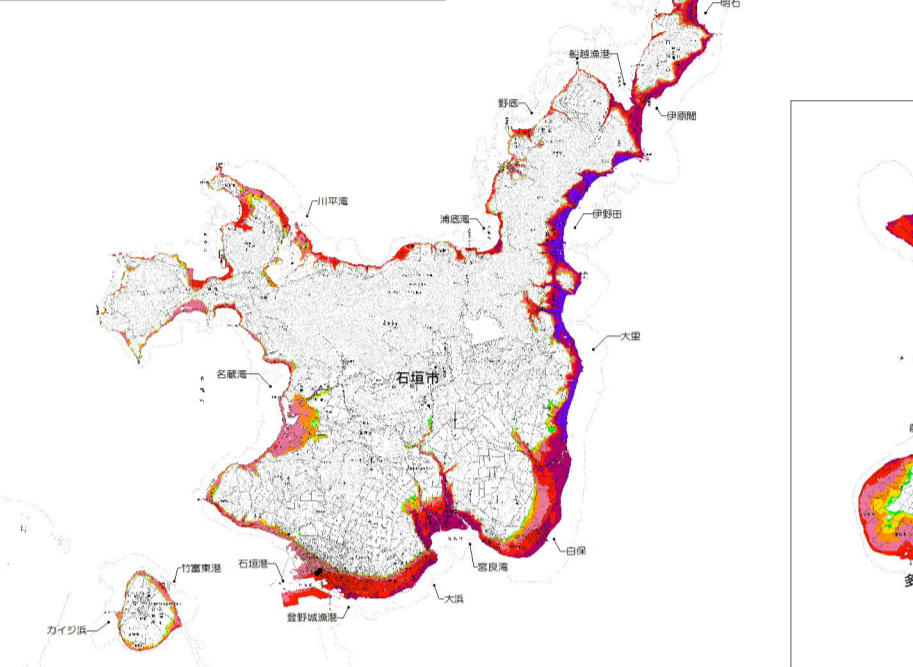 明石
船越漁港
野底
伊原間
川平湾
浦底湾
伊野田
大里
名蔵湾
石垣市
竹富東港
石垣港
白保
宮良湾
大浜
登野城漁港
カイジ浜
多